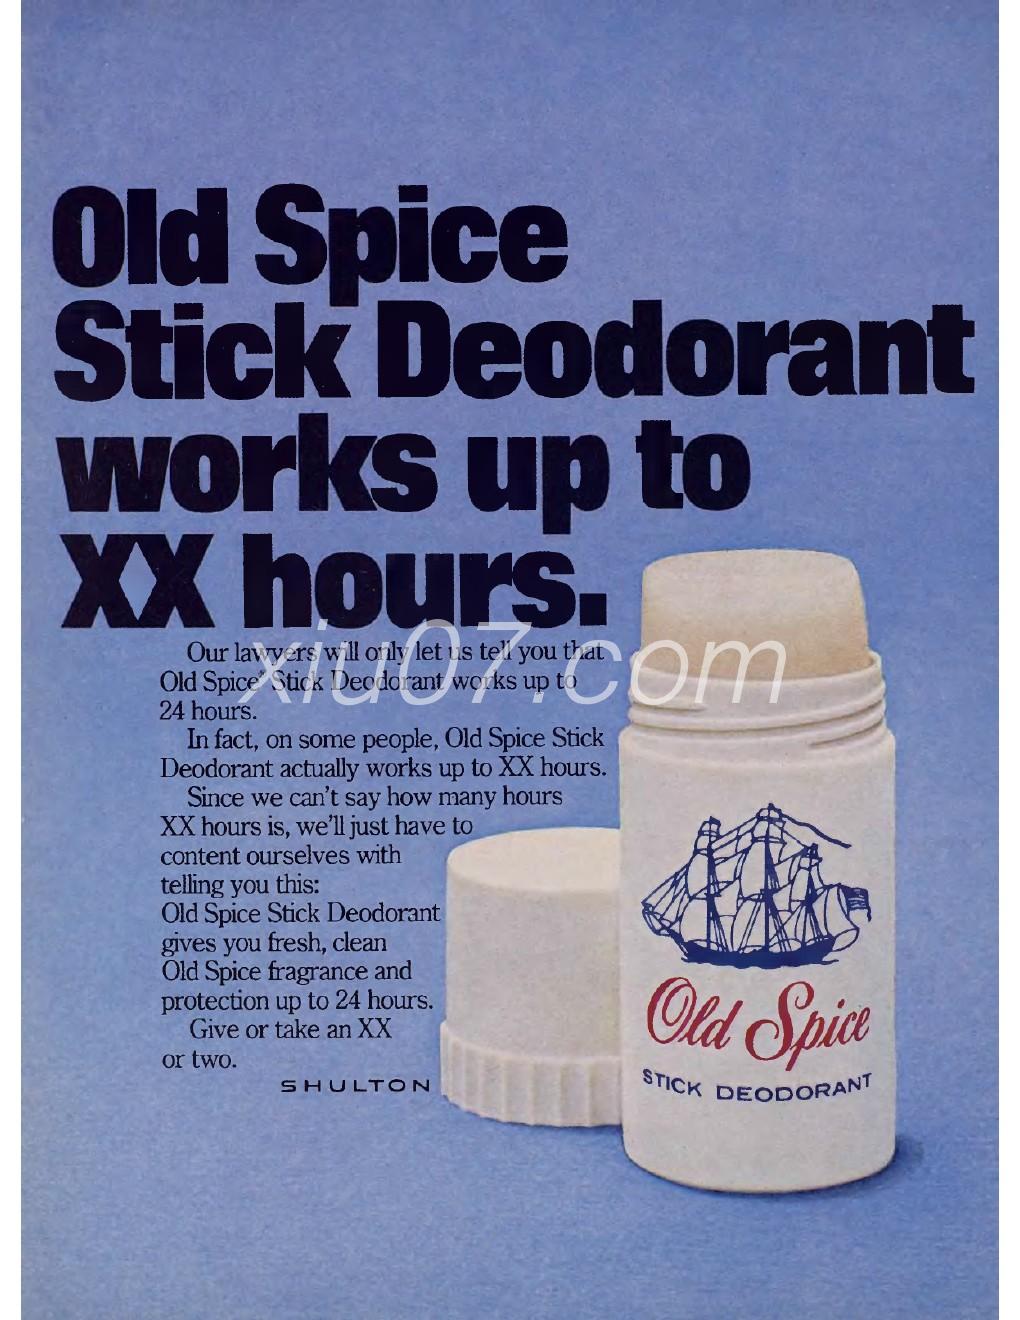 Old Spice
Stick Deodorant
works up to
XX hours.
Our lawyers will only let us tell you that
Old Spice® Stick Deodorant works up to
24 hours.
In fact, on some people, Old Spice Stick
Deodorant actually works up to XX hours.
Since we can't say how many hours
XX hours is, we'll just have to
content ourselves with
telling you this:
Old Spice Stick Deodorant
gives you fresh, clean
Old Spice fragrance and
protection up to 24 hours.
Give or take an XX
or two.
SHULTON
Old Spice
STICK DEODORANT
xiu07.com